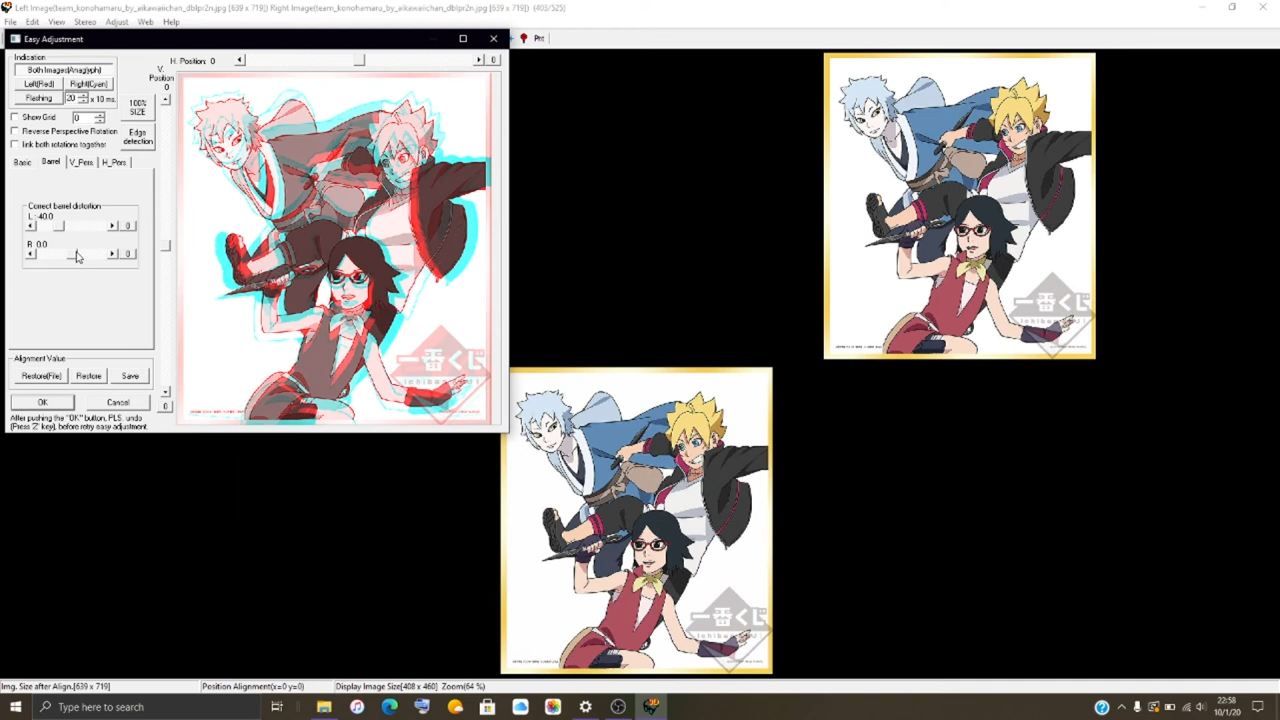 Left Image(team_konohamaru_by_aikawaiichan_dblpr2n.jpg [639 x 719]) Right Image(team_konohamaru_by_aikawaiichan_dblpr2n.jpg [639 x 719]) (403/525)
File Edit View Stereo Adjust Web Help
Easy Adjustment
Indication
Both Images(Anaglyph)
Left(Red) Right(Cyan)
Flashing 20 x 10 ms.
Show Grid 0
Reverse Perspective Rotation
link both rotations together
H. Position: 0
0
V. Position 0
100% SIZE
Edge detection
Basic Barrel V_Pers. H_Pers.
Correct barrel distortion
L :-40.0
0
R 0.0
0
Alignment Value
Restore(File) Restore Save
0
OK Cancel
After pushing the "OK" button, PLS, undo
(Press 'Z' key), before retry easy adjustment.
一番くじ
一番くじ
一番くじ
Img. Size after Align.[639 x 719] Position Alignment(x=0 y=0) Display Image Size[408 x 460] Zoom(64 %)
Type here to search
22:58
10/1/20